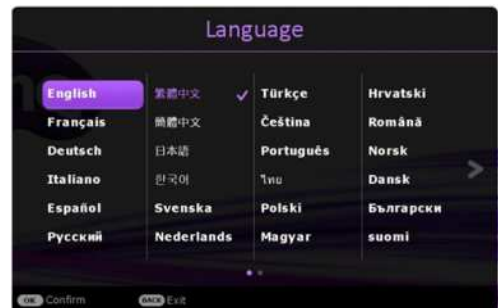 Language
English
Français
Deutsch
Italiano
Español
Русский
繁體中文
簡體中文
日本語
한국어
Svenska
Nederlands
Türkçe
Čeština
Português
ไทย
Polski
Magyar
Hrvatski
Română
Norsk
Dansk
Български
suomi
OK Confirm
BACK Exit